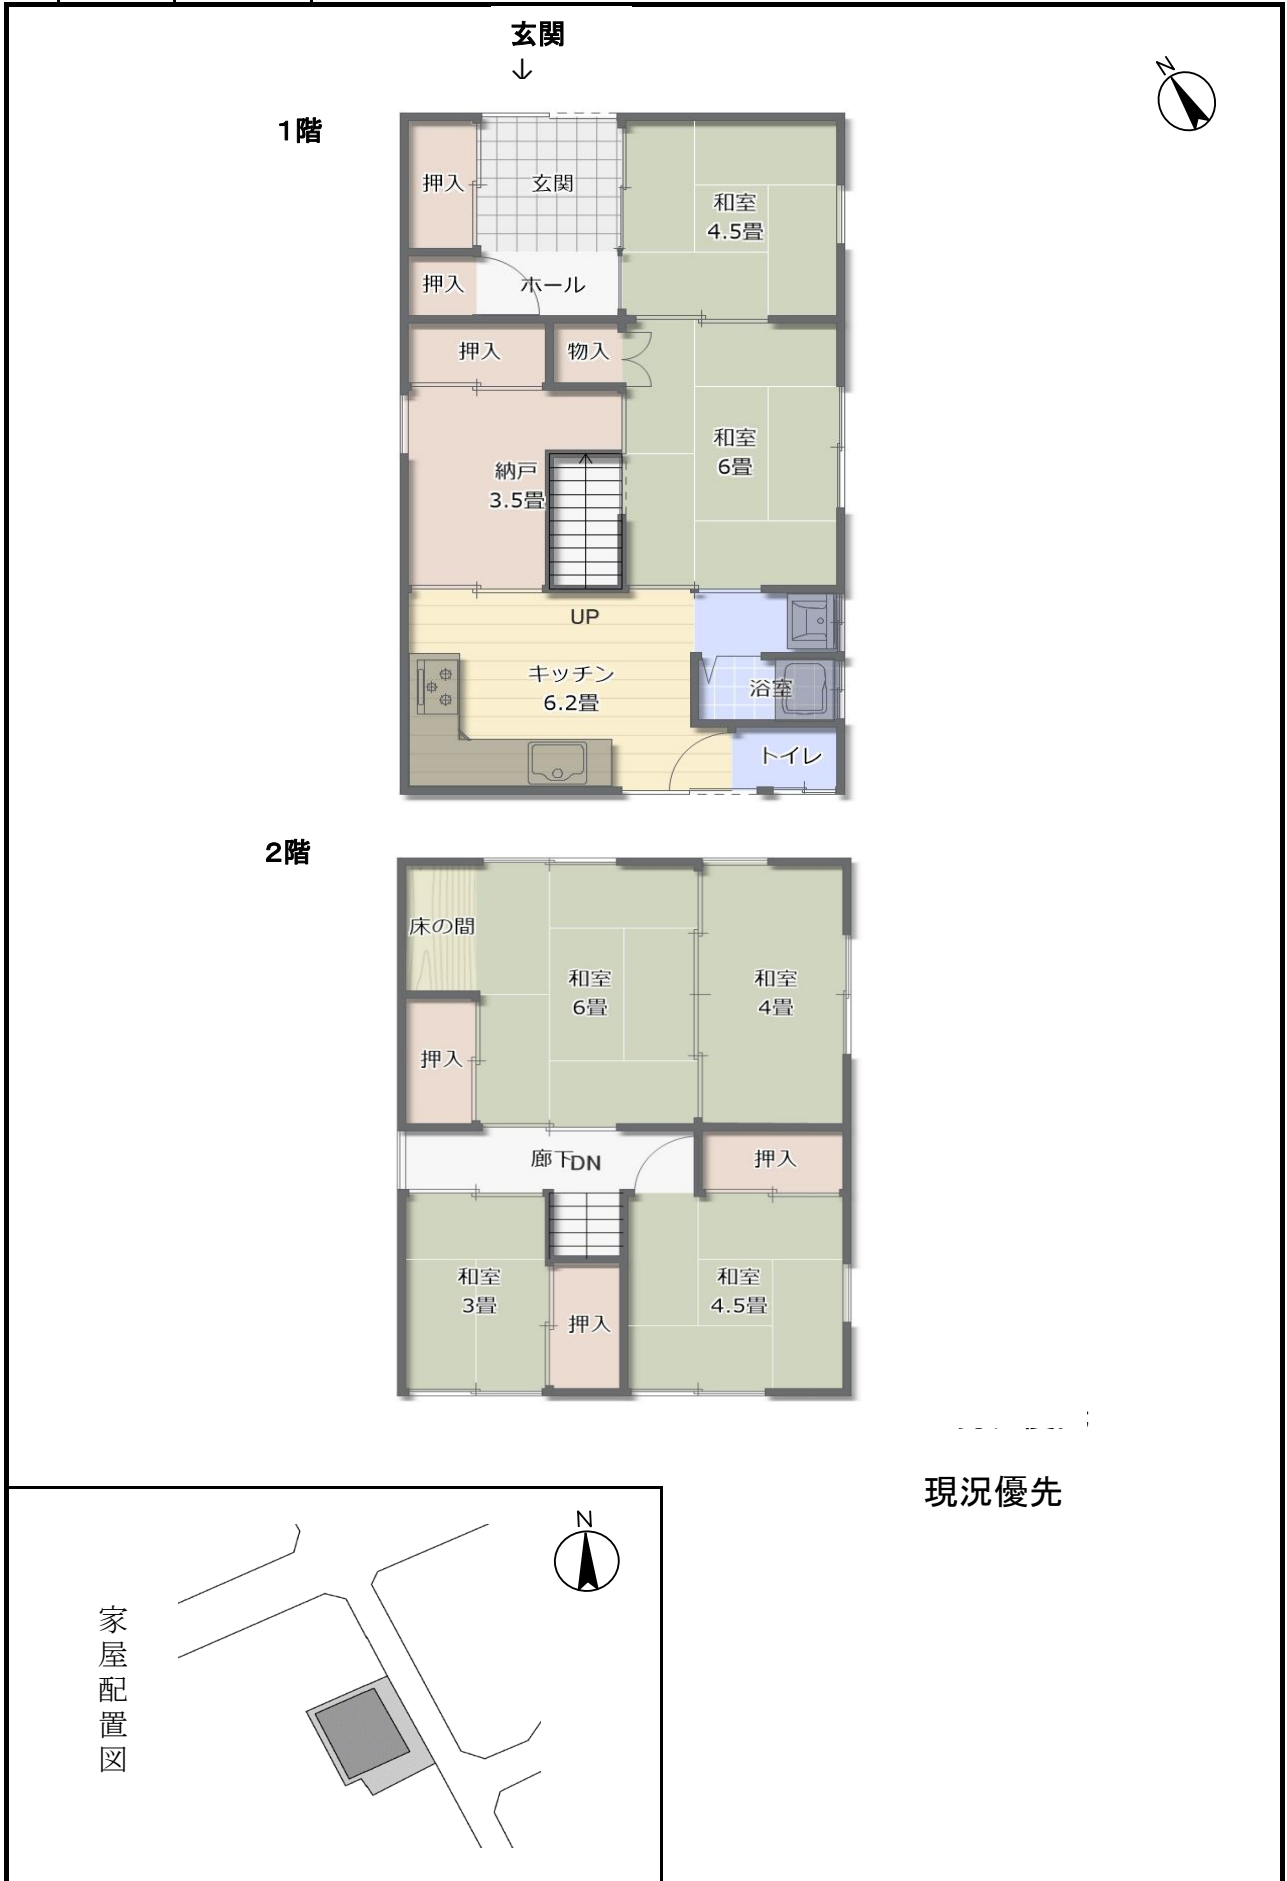 玄関
↓
N
1階
押入
玄関
和室
4.5畳
押入
ホール
押入
物入
和室
6畳
納戸
3.5畳
UP
キッチン
6.2畳
浴室
トイレ
2階
床の間
和室
6畳
和室
4畳
押入
廊下
DN
押入
和室
3畳
和室
4.5畳
押入
現況優先
N
家屋配置図